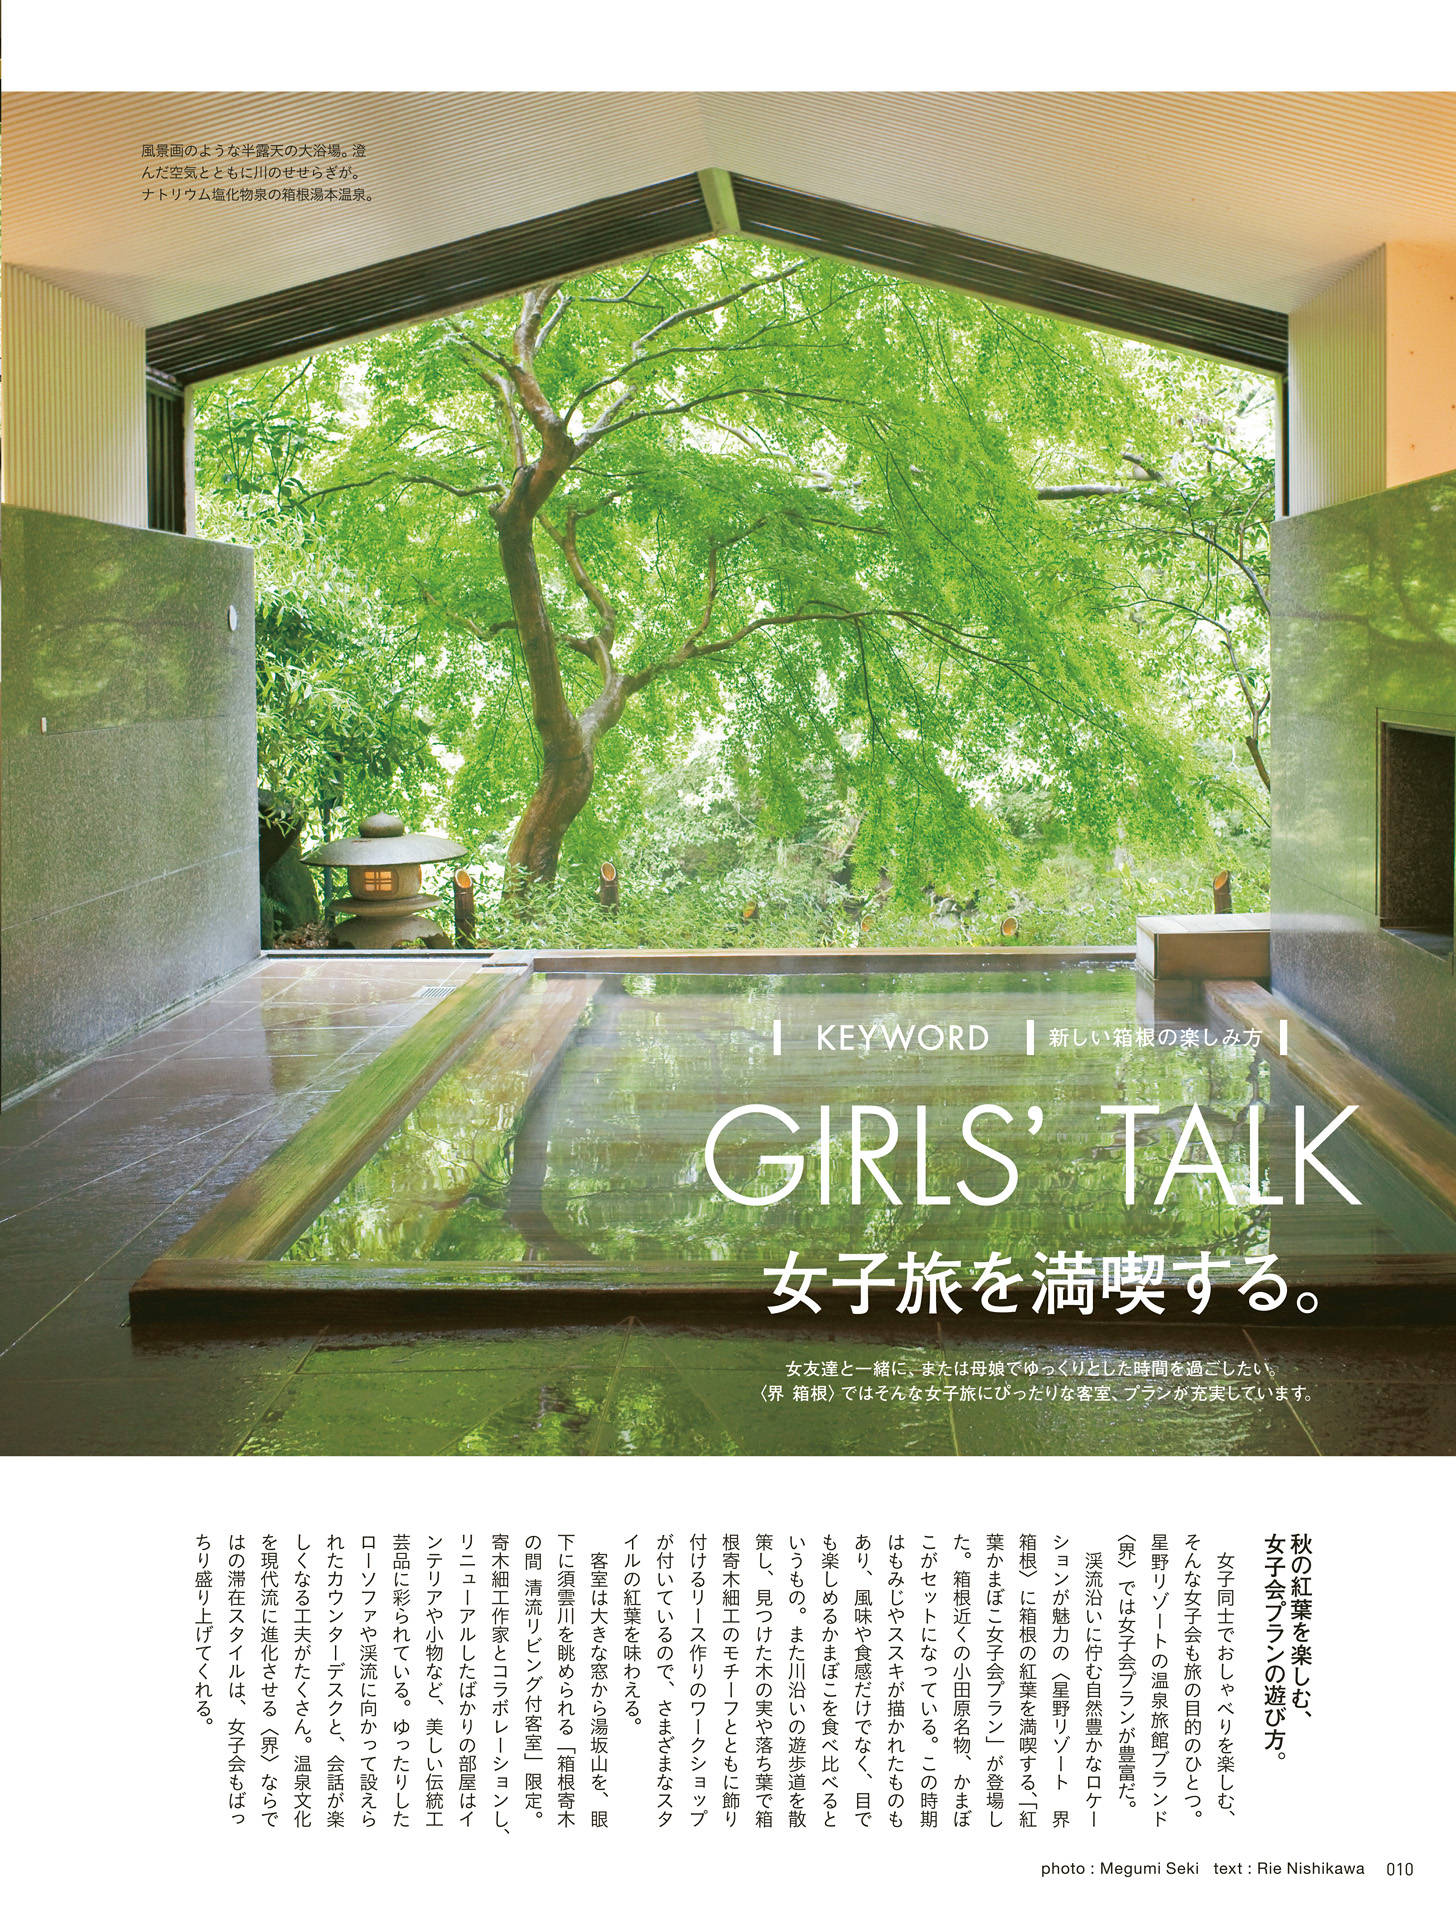 風景画のような半露天の大浴場。澄
んだ空気とともに川のせせらぎが。
ナトリウム塩化物泉の箱根湯本温泉。
KEYWORD 新しい箱根の楽しみ方
GIRLS’ TALK
女子旅を満喫する。
女友達と一緒に、または母娘でゆっくりとした時間を過ごしたい。
〈界 箱根〉ではそんな女子旅にぴったりな客室、プランが充実しています。
秋の紅葉を楽しむ、
女子会プランの遊び方。
女子同士でおしゃべりを楽しむ、
そんな女子会も旅の目的のひとつ。
星野リゾートの温泉旅館ブランド
〈界〉では女子会プランが豊富だ。
渓流沿いに佇む自然豊かなロケー
ションが魅力の〈星野リゾート 界
箱根〉に箱根の紅葉を満喫する、「紅
葉かまぼこ女子会プラン」が登場し
た。箱根近くの小田原名物、かまぼ
こがセットになっている。この時期
はもみじやススキが描かれたものも
あり、風味や食感だけでなく、目で
も楽しめるかまぼこを食べ比べると
いうもの。また川沿いの遊歩道を散
策し、見つけた木の実や落ち葉で箱
根寄木細工のモチーフとともに飾り
付けるリース作りのワークショップ
が付いているので、さまざまなスタ
イルの紅葉を味わえる。
客室は大きな窓から湯坂山を、眼
下に須雲川を眺められる「箱根寄木
の間 清流リビング付客室」限定。
寄木細工作家とコラボレーションし、
リニューアルしたばかりの部屋はイ
ンテリアや小物など、美しい伝統工
芸品に彩られている。ゆったりした
ローソファや渓流に向かって設えら
れたカウンターデスクと、会話が楽
しくなる工夫がたくさん。温泉文化
を現代流に進化させる〈界〉ならで
はの滞在スタイルは、女子会もばっ
ちり盛り上げてくれる。
photo : Megumi Seki text : Rie Nishikawa 010